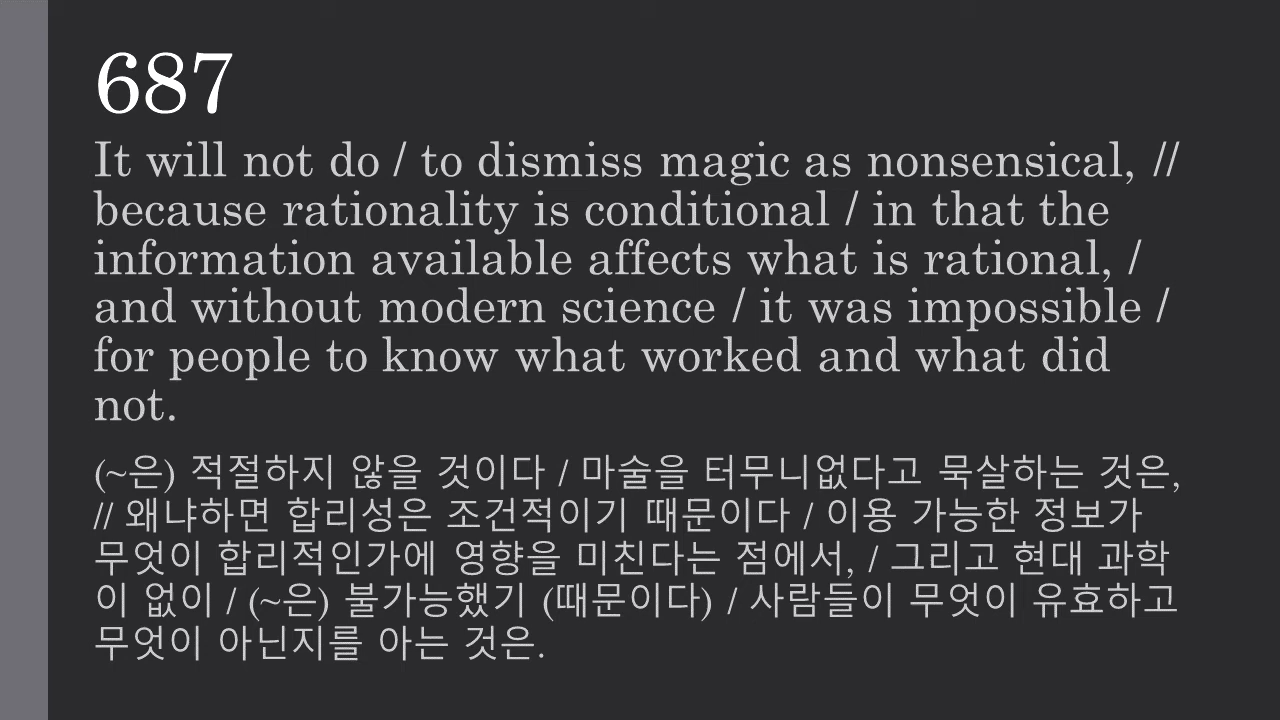 687
It will not do / to dismiss magic as nonsensical, //
because rationality is conditional / in that the
information available affects what is rational, /
and without modern science / it was impossible /
for people to know what worked and what did
not.
(~은) 적절하지 않을 것이다 / 마술을 터무니없다고 묵살하는 것은,
// 왜냐하면 합리성은 조건적이기 때문이다 / 이용 가능한 정보가
무엇이 합리적인가에 영향을 미친다는 점에서, / 그리고 현대 과학
이 없이 / (~은) 불가능했기 (때문이다) / 사람들이 무엇이 유효하고
무엇이 아닌지를 아는 것은.